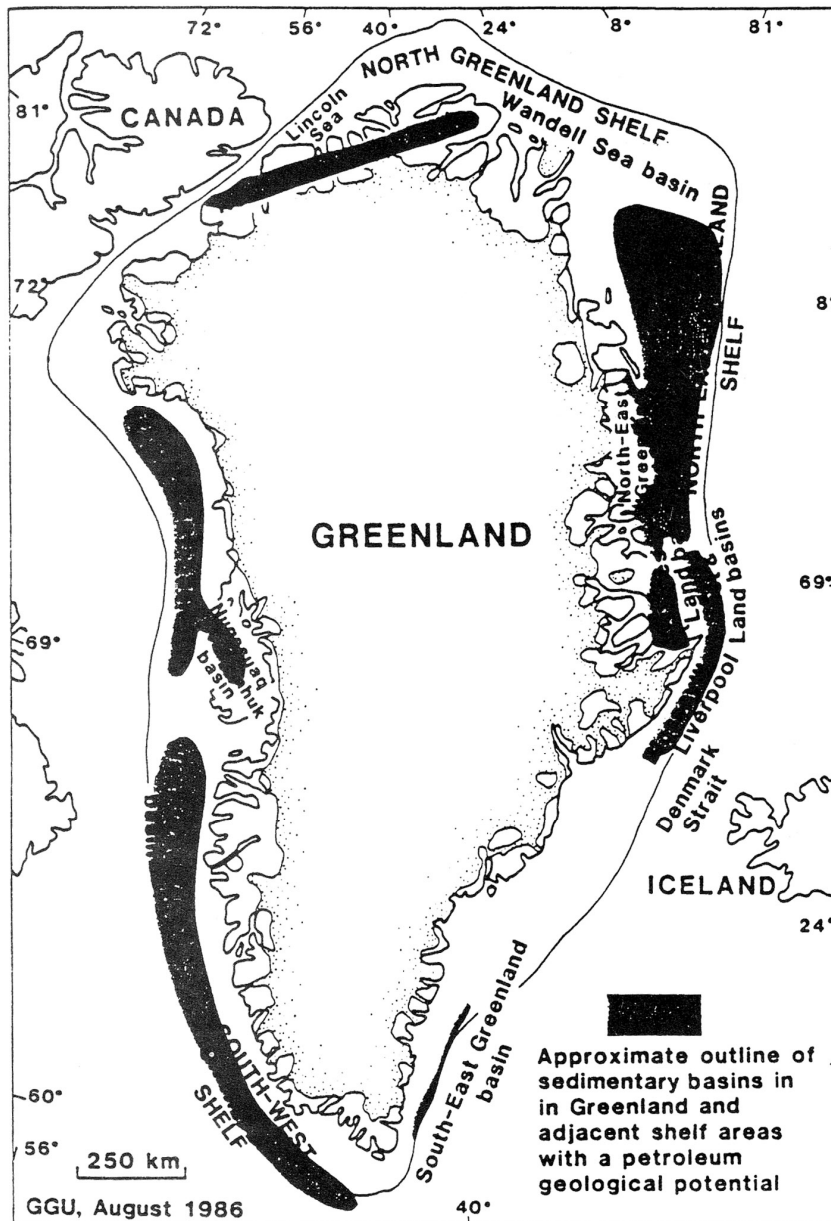 72° 56° 40° 24° 8° 81°
NORTH GREENLAND SHELF
81°
CANADA
Lincoln
Sea
Wandell Sea basin
72°
SHELF
North-East
GREENLAND
69°
69°
basin
Land basins
Liverpool
Denmark
Strait
ICELAND
24°
SOUTH-WEST
SHELF
South-East Greenland
basin
Approximate outline of
sedimentary basins in
in Greenland and
adjacent shelf areas
with a petroleum
geological potential
60°
56°
250 km
GGU, August 1986
40°